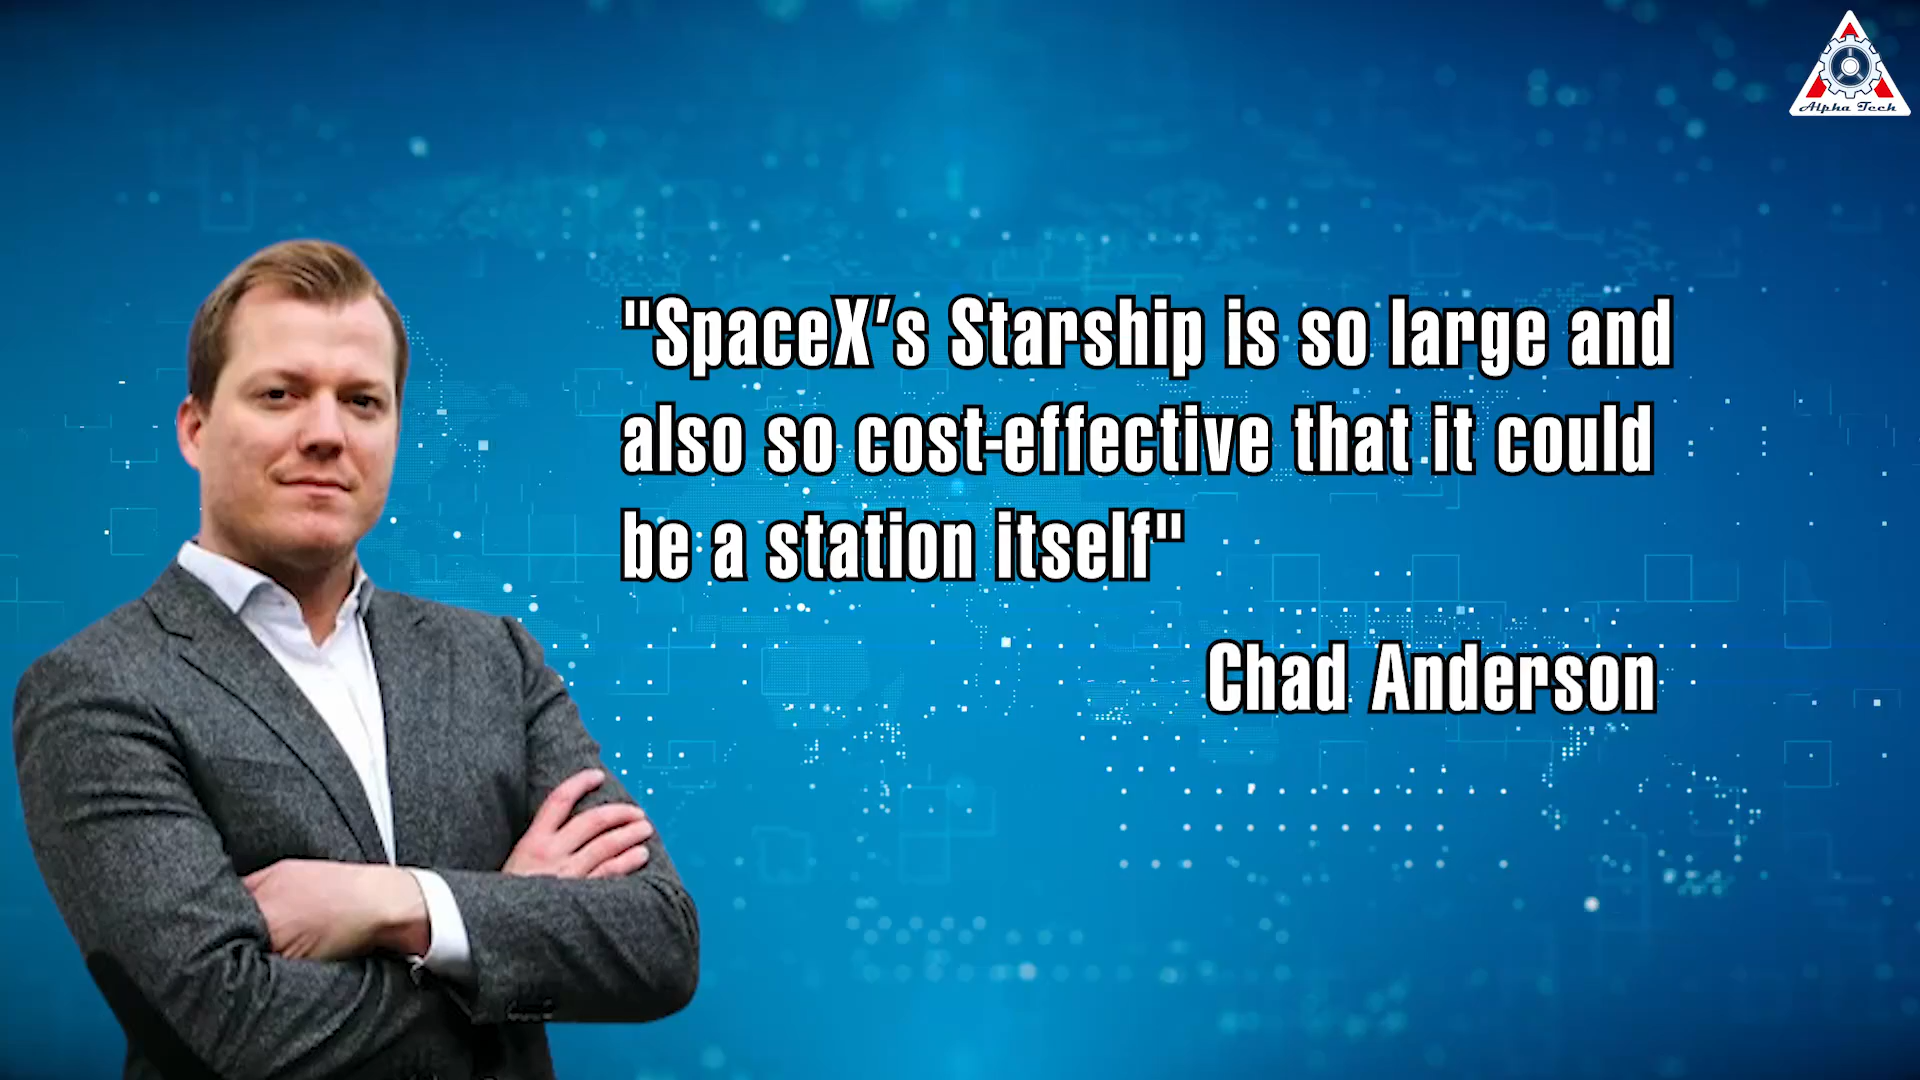 Alpha Tech
"SpaceX’s Starship is so large and
also so cost-effective that it could
be a station itself"
Chad Anderson